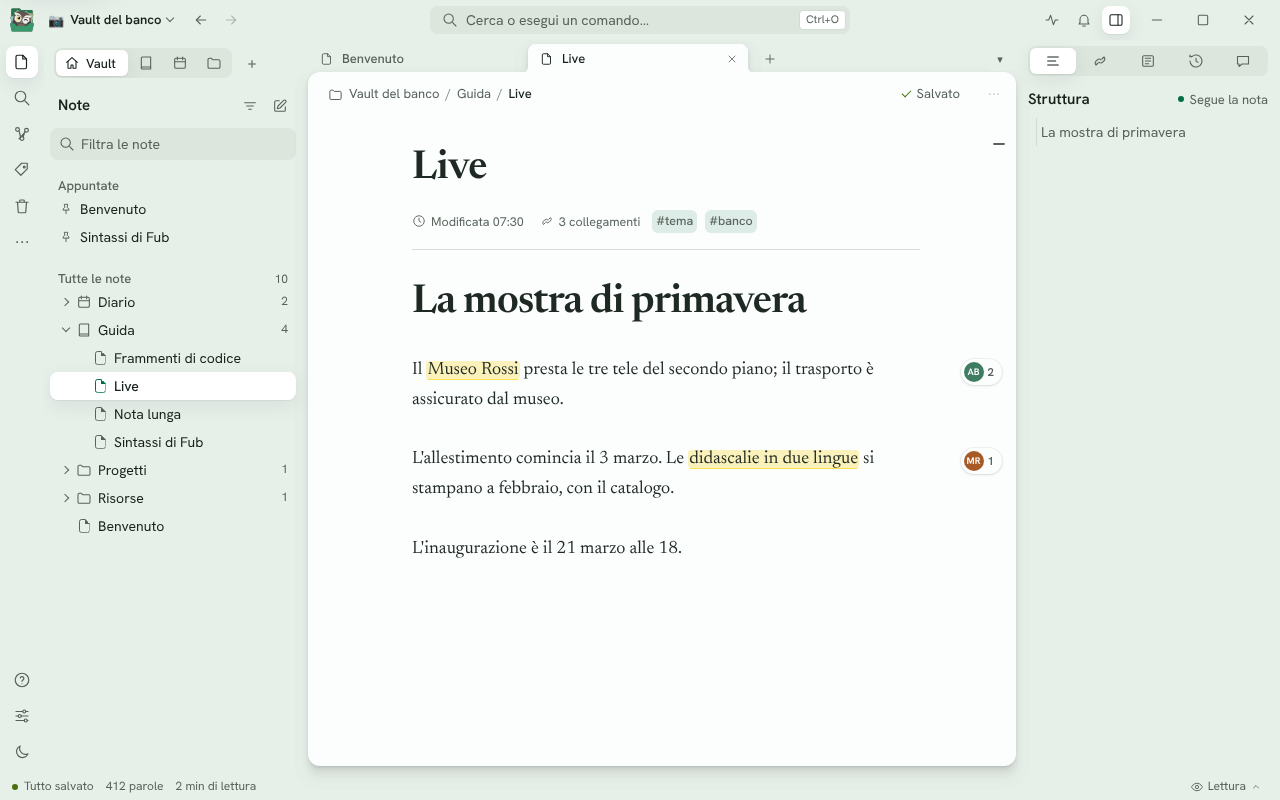 Vault del banco
Cerca o esegui un comando…
Ctrl+O
Vault
Benvenuto
Live
Note
Filtra le note
Appuntate
Benvenuto
Sintassi di Fub
Tutte le note 10
Diario 2
Guida 4
Frammenti di codice
Live
Nota lunga
Sintassi di Fub
Progetti 1
Risorse 1
Benvenuto
Vault del banco / Guida / Live
Salvato
Live
Modificata 07:30
3 collegamenti
#tema
#banco
La mostra di primavera
Il Museo Rossi presta le tre tele del secondo piano; il trasporto è
assicurato dal museo.
AB 2
L'allestimento comincia il 3 marzo. Le didascalie in due lingue si
stampano a febbraio, con il catalogo.
MR 1
L'inaugurazione è il 21 marzo alle 18.
Struttura
Segue la nota
La mostra di primavera
Tutto salvato
412 parole
2 min di lettura
Lettura